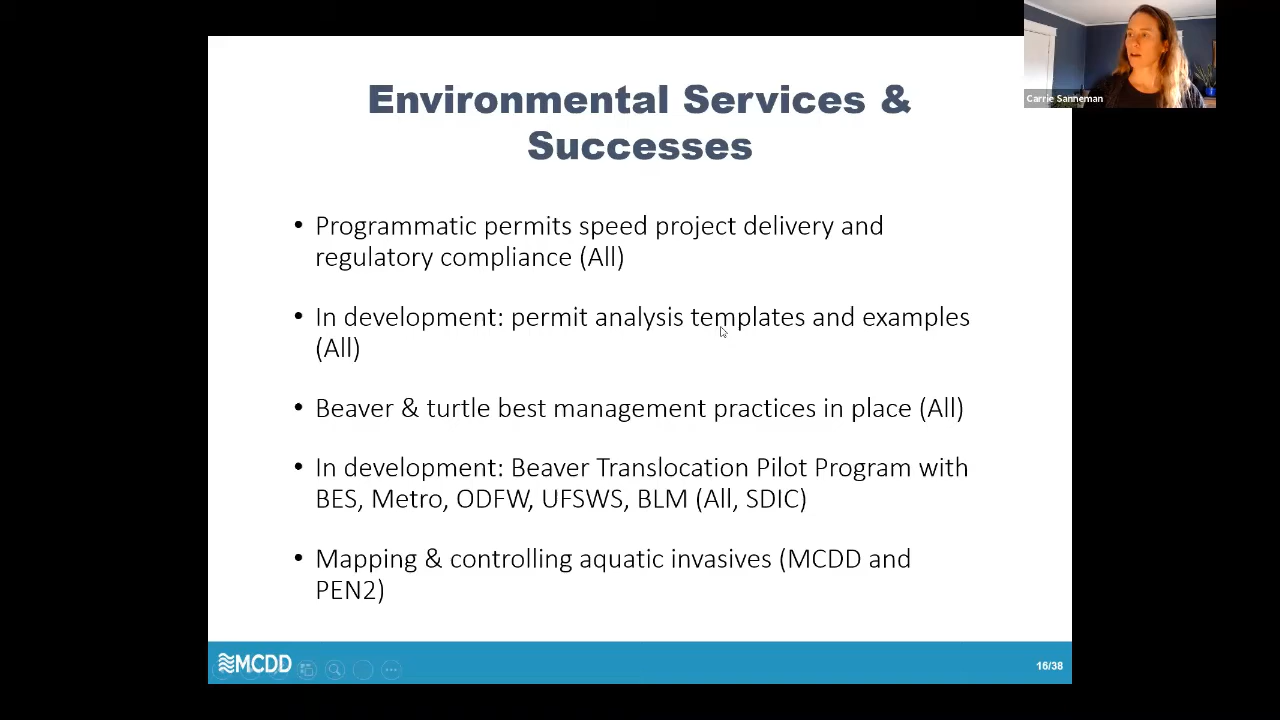 Environmental Services &
Successes
Carrie Sanneman
• Programmatic permits speed project delivery and
regulatory compliance (All)
• In development: permit analysis templates and examples
(All)
• Beaver & turtle best management practices in place (All)
• In development: Beaver Translocation Pilot Program with
BES, Metro, ODFW, UFSWS, BLM (All, SDIC)
• Mapping & controlling aquatic invasives (MCDD and
PEN2)
MCDD
16/38